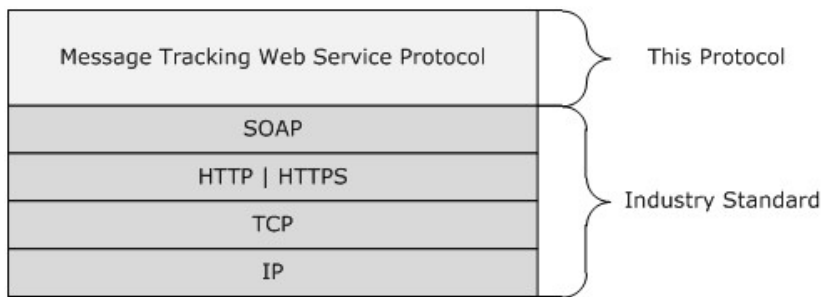 Message Tracking Web Service Protocol
This Protocol
SOAP
HTTP | HTTPS
TCP
IP
Industry Standard